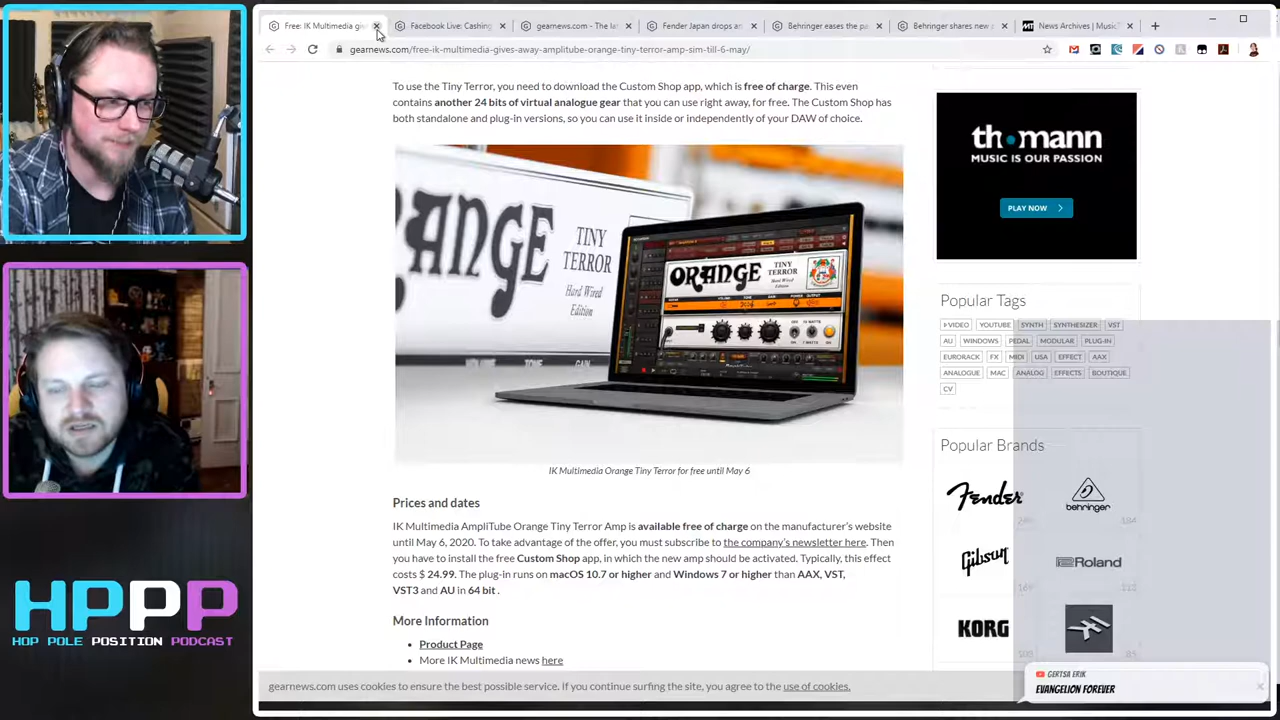 Free: IK Multimedia gi
Facebook Live: Cashing
gearnews.com - The lat
Fender Japan drops an
Behringer eases the pa
Behringer shares new
News Archives | Music
gearnews.com/free-ik-multimedia-gives-away-amplitube-orange-tiny-terror-amp-sim-till-6-may/
To use the Tiny Terror, you need to download the Custom Shop app, which is free of charge. This even
contains another 24 bits of virtual analogue gear that you can use right away, for free. The Custom Shop has
both standalone and plug-in versions, so you can use it inside or independently of your DAW of choice.
ANGE
TINY
TERROR
Hard Wired
Edition
TONE
GAIN
ORANGE
TINY
TERROR
IK Multimedia Orange Tiny Terror for free until May 6
Prices and dates
IK Multimedia AmpliTube Orange Tiny Terror Amp is available free of charge on the manufacturer's website
until May 6, 2020. To take advantage of the offer, you must subscribe to the company's newsletter here. Then
you have to install the free Custom Shop app, in which the new amp should be activated. Typically, this effect
costs $ 24.99. The plug-in runs on macOS 10.7 or higher and Windows 7 or higher than AAX, VST,
VST3 and AU in 64 bit .
More Information
Product Page
More IK Multimedia news here
gearnews.com uses cookies to ensure the best possible service. If you continue surfing the site, you agree to the use of cookies.
th•mann
MUSIC IS OUR PASSION
PLAY NOW
Popular Tags
VIDEO YOUTUBE SYNTH SYNTHESIZER VST
AU WINDOWS PEDAL MODULAR PLUG-IN
EURORACK FX MIDI USA EFFECT AAX
ANALOGUE MAC ANALOG EFFECTS BOUTIQUE
CV
Popular Brands
Fender
behringer
184
Gibson
Roland
KORG
GERTSA ERIK
EVANGELION FOREVER
HPPP
HOP POLE POSITION PODCAST